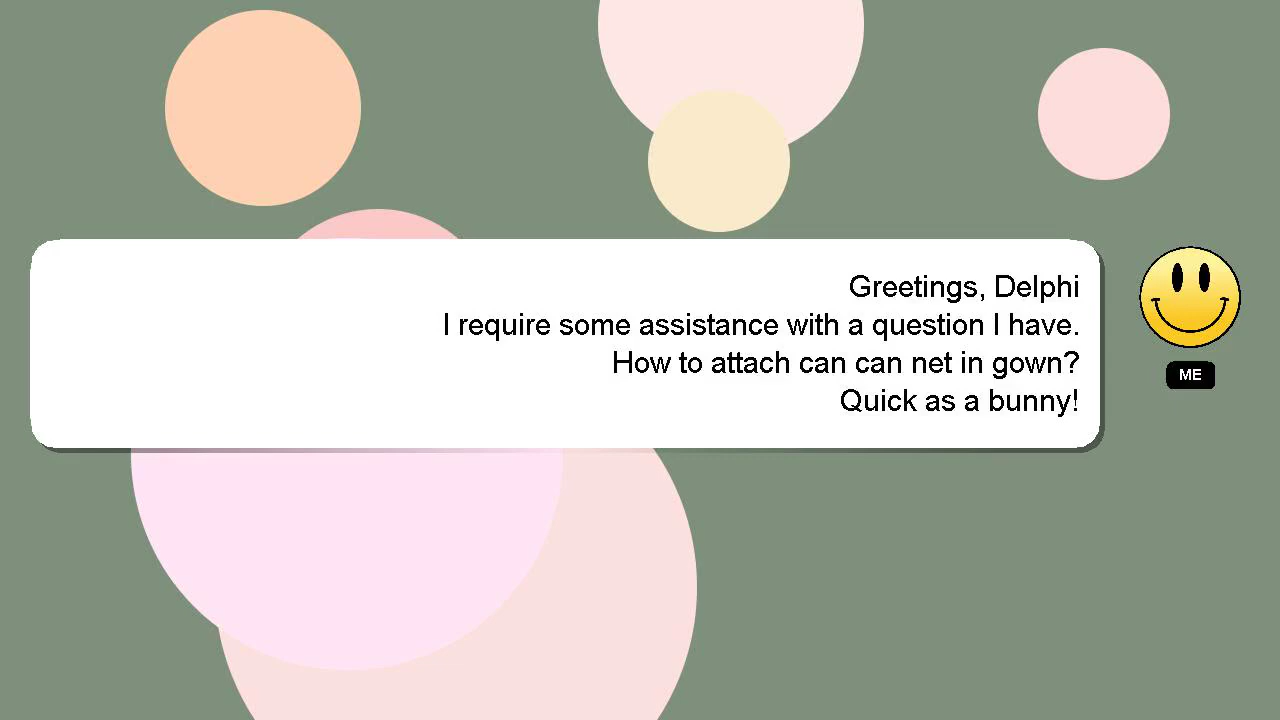 Greetings, Delphi
I require some assistance with a question I have.
How to attach can can net in gown?
Quick as a bunny!
ME